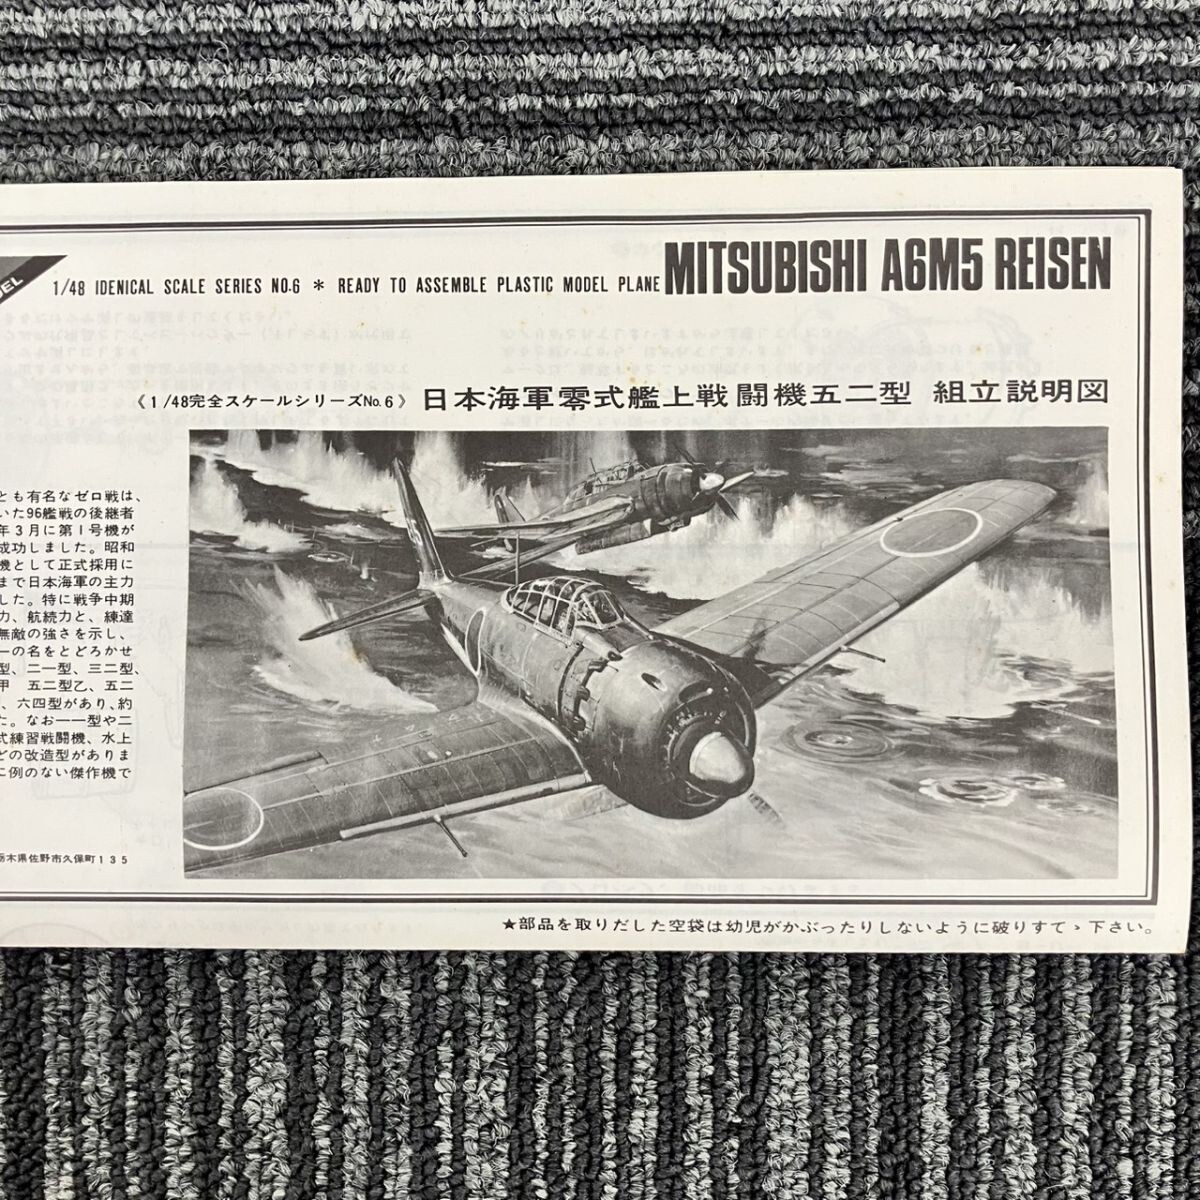 DEL
1/48 IDENICAL SCALE SERIES NO.6 * READY TO ASSEMBLE PLASTIC MODEL PLANE MITSUBISHI A6M5 REISEN
《1/48完全スケールシリーズNo.6》 日本海軍零式艦上戦闘機五二型 組立説明図
とも有名なゼロ戦は、
いた96艦戦の後継者
年3月に第1号機が
成功しました。昭和
機として正式採用に
まで日本海軍の主力
した。特に戦争中期
力、航続力と、練達
無敵の強さを示し、
一の名をとどろかせ
型、二一型、三二型、
甲 五二型乙、五二
、六四型があり、約
た。なお一一型や二
式練習戦闘機、水上
どの改造型がありま
に例のない傑作機で
栃木県佐野市久保町135
★部品を取りだした空袋は幼児がかぶったりしないように破りすてゝ下さい。